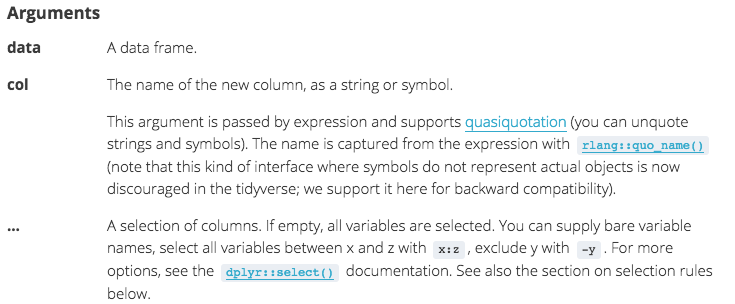 Arguments
data A data frame.
col The name of the new column, as a string or symbol.
This argument is passed by expression and supports quasiquotation (you can unquote
strings and symbols). The name is captured from the expression with rlang::quo_name()
(note that this kind of interface where symbols do not represent actual objects is now
discouraged in the tidyverse; we support it here for backward compatibility).
... A selection of columns. If empty, all variables are selected. You can supply bare variable
names, select all variables between x and z with x:z , exclude y with -y . For more
options, see the dplyr::select() documentation. See also the section on selection rules
below.